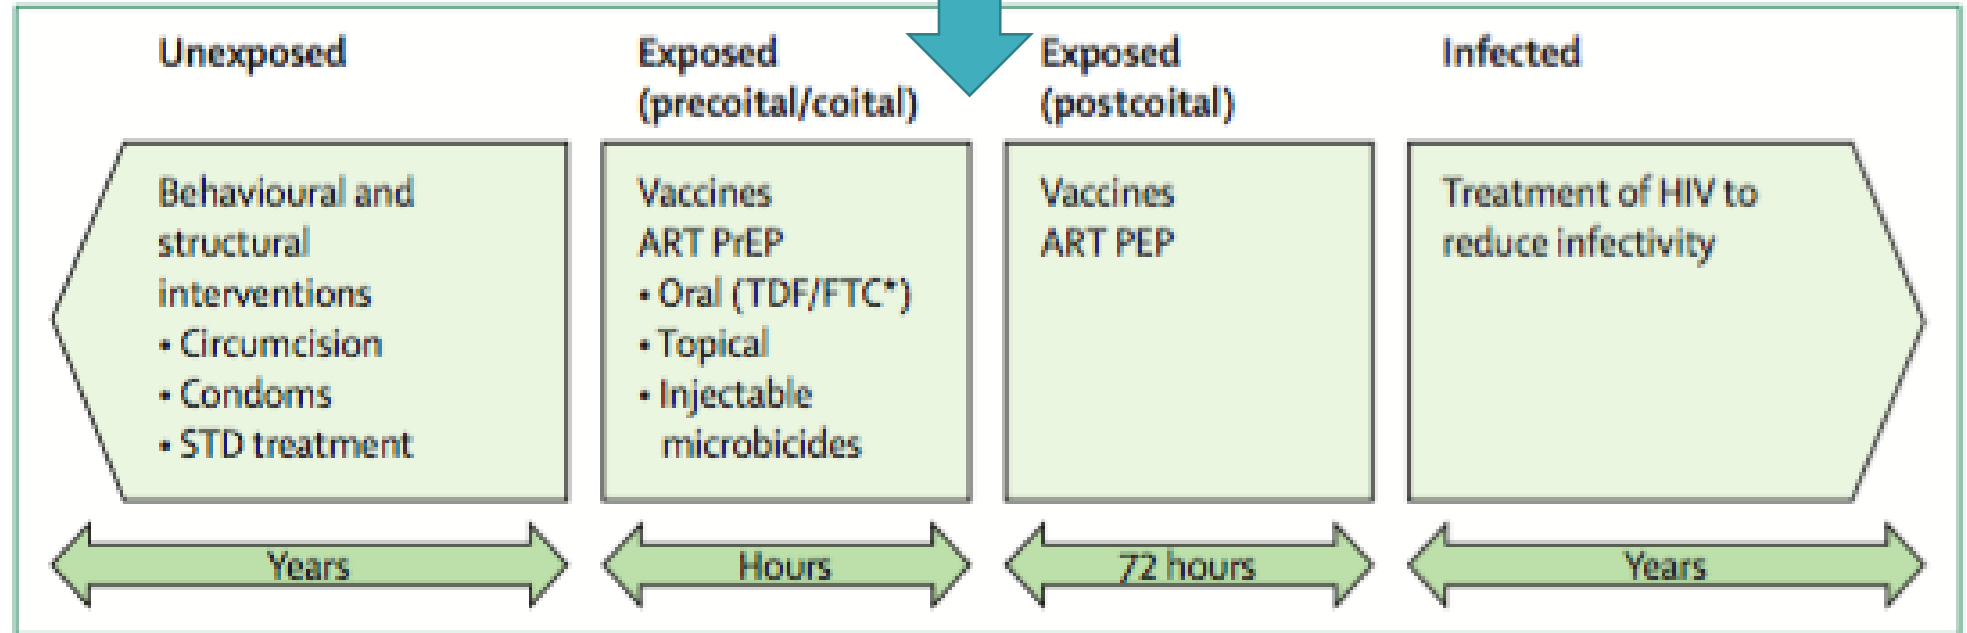 Unexposed
Behavioural and
structural
interventions
• Circumcision
• Condoms
• STD treatment
Years
Exposed
(precoital/coital)
Vaccines
ART PrEP
• Oral (TDF/FTC*)
• Topical
• Injectable
microbicides
Hours
Exposed
(postcoital)
Vaccines
ART PEP
72 hours
Infected
Treatment of HIV to
reduce infectivity
Years